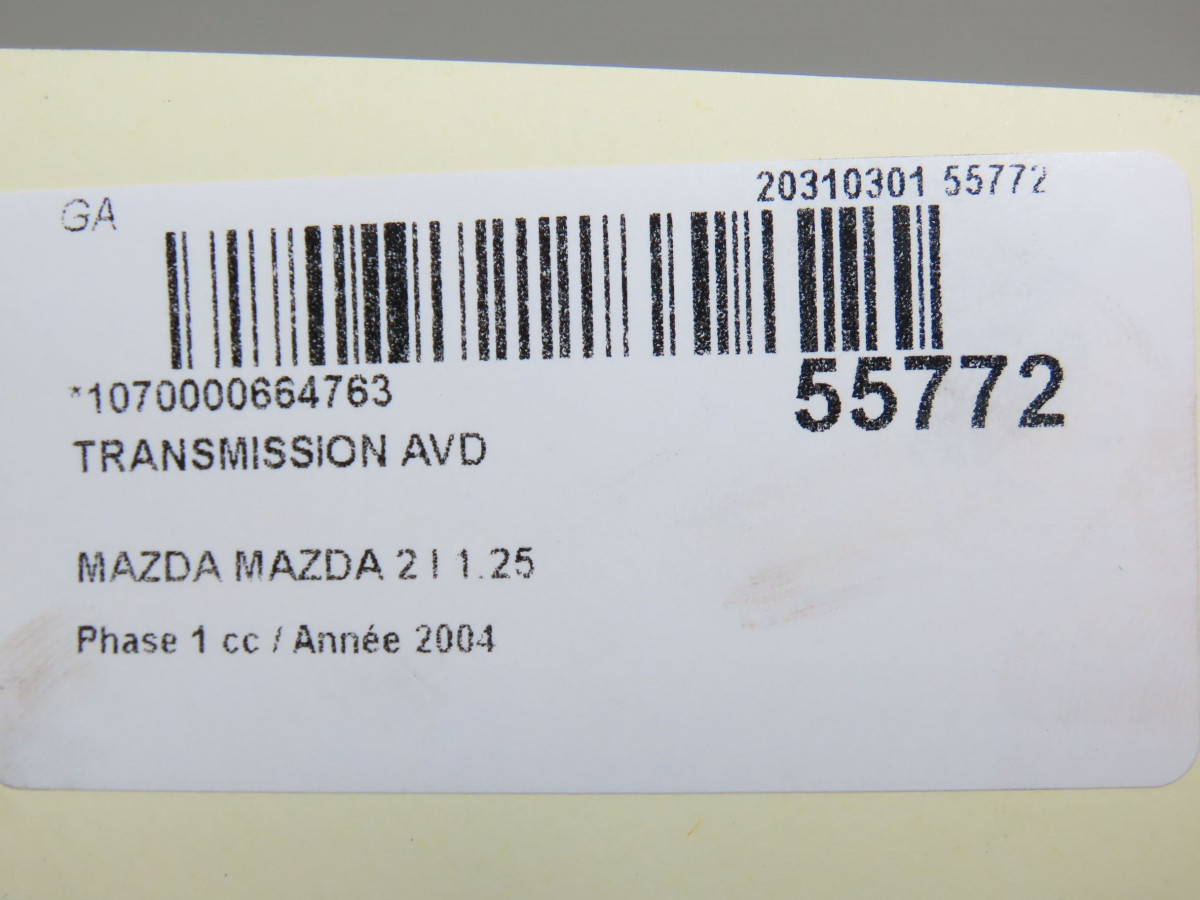 GA
20310301 55772
*1070000664763
55772
TRANSMISSION AVD
MAZDA MAZDA 2 I 1.25
Phase 1 cc / Année 2004